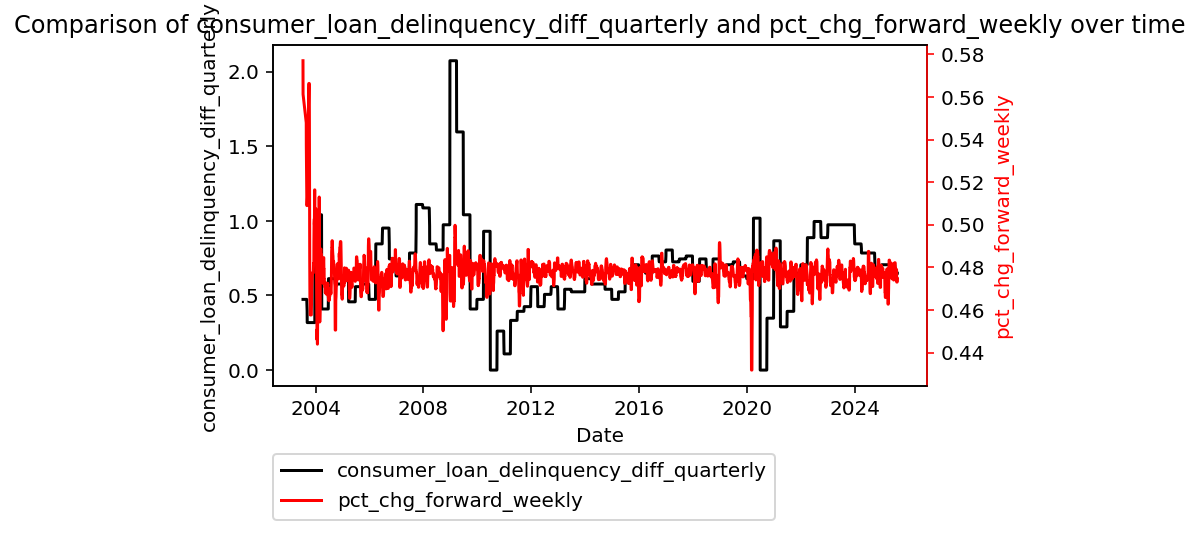 Comparison of consumer_loan_delinquency_diff_quarterly and pct_chg_forward_weekly over time
consumer_loan_delinquency_diff_quarterly
2.0
1.5
1.0
0.5
0.0
0.58
0.56
0.54
0.52
0.50
0.48
0.46
0.44
pct_chg_forward_weekly
2004 2008 2012 2016 2020 2024
Date
consumer_loan_delinquency_diff_quarterly
pct_chg_forward_weekly